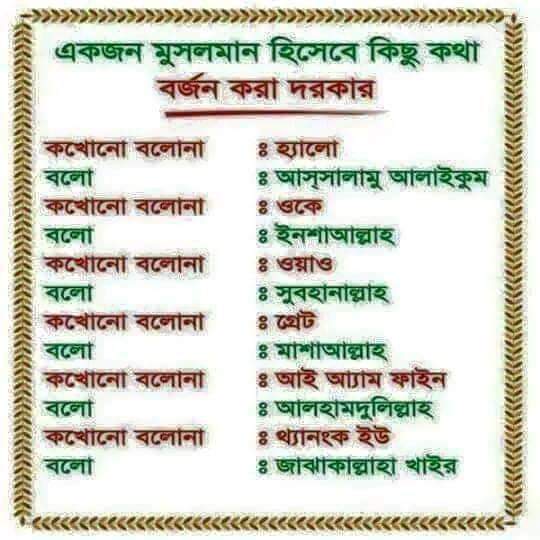 একজন মুসলমান হিসেবে কিছু কথা
বর্জন করা দরকার
কখোনো বলোনা ঃ হ্যালো
বলো ঃ আস্সালামু আলাইকুম
কখোনো বলোনা ঃ ওকে
বলো ঃ ইনশাআল্লাহ
কখোনো বলোনা ঃ ওয়াও
বলো ঃ সুবহানাল্লাহ
কখোনো বলোনা ঃ গ্রেট
বলো ঃ মাশাআল্লাহ
কখোনো বলোনা ঃ আই আ্যাম ফাইন
বলো ঃ আলহামদুলিল্লাহ
কখোনো বলোনা ঃ থ্যানংক ইউ
বলো ঃ জাঝাকাল্লাহা খাইর